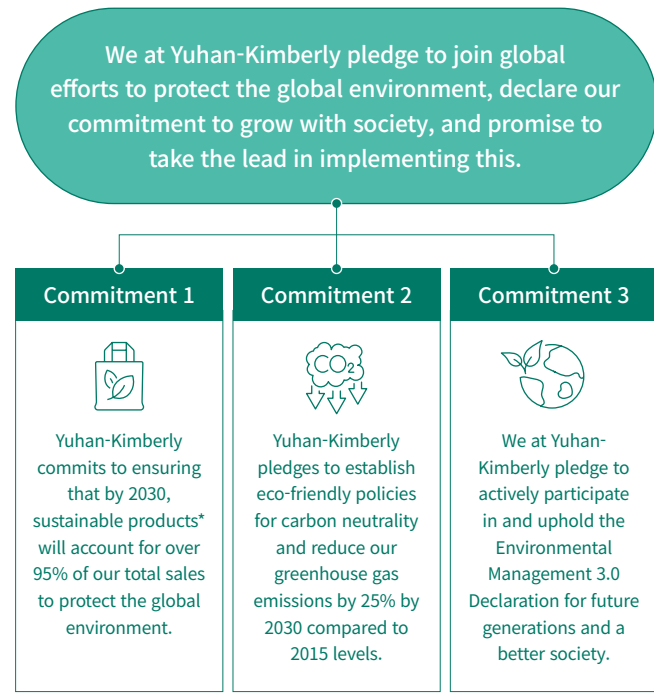 We at Yuhan-Kimberly pledge to join global
efforts to protect the global environment, declare our
commitment to grow with society, and promise to
take the lead in implementing this.
Commitment 1
Yuhan-Kimberly
commits to ensuring
that by 2030,
sustainable products*
will account for over
95% of our total sales
to protect the global
environment.
Commitment 2
CO2
Yuhan-Kimberly
pledges to establish
eco-friendly policies
for carbon neutrality
and reduce our
greenhouse gas
emissions by 25% by
2030 compared to
2015 levels.
Commitment 3
We at Yuhan-
Kimberly pledge to
actively participate
in and uphold the
Environmental
Management 3.0
Declaration for future
generations and a
better society.